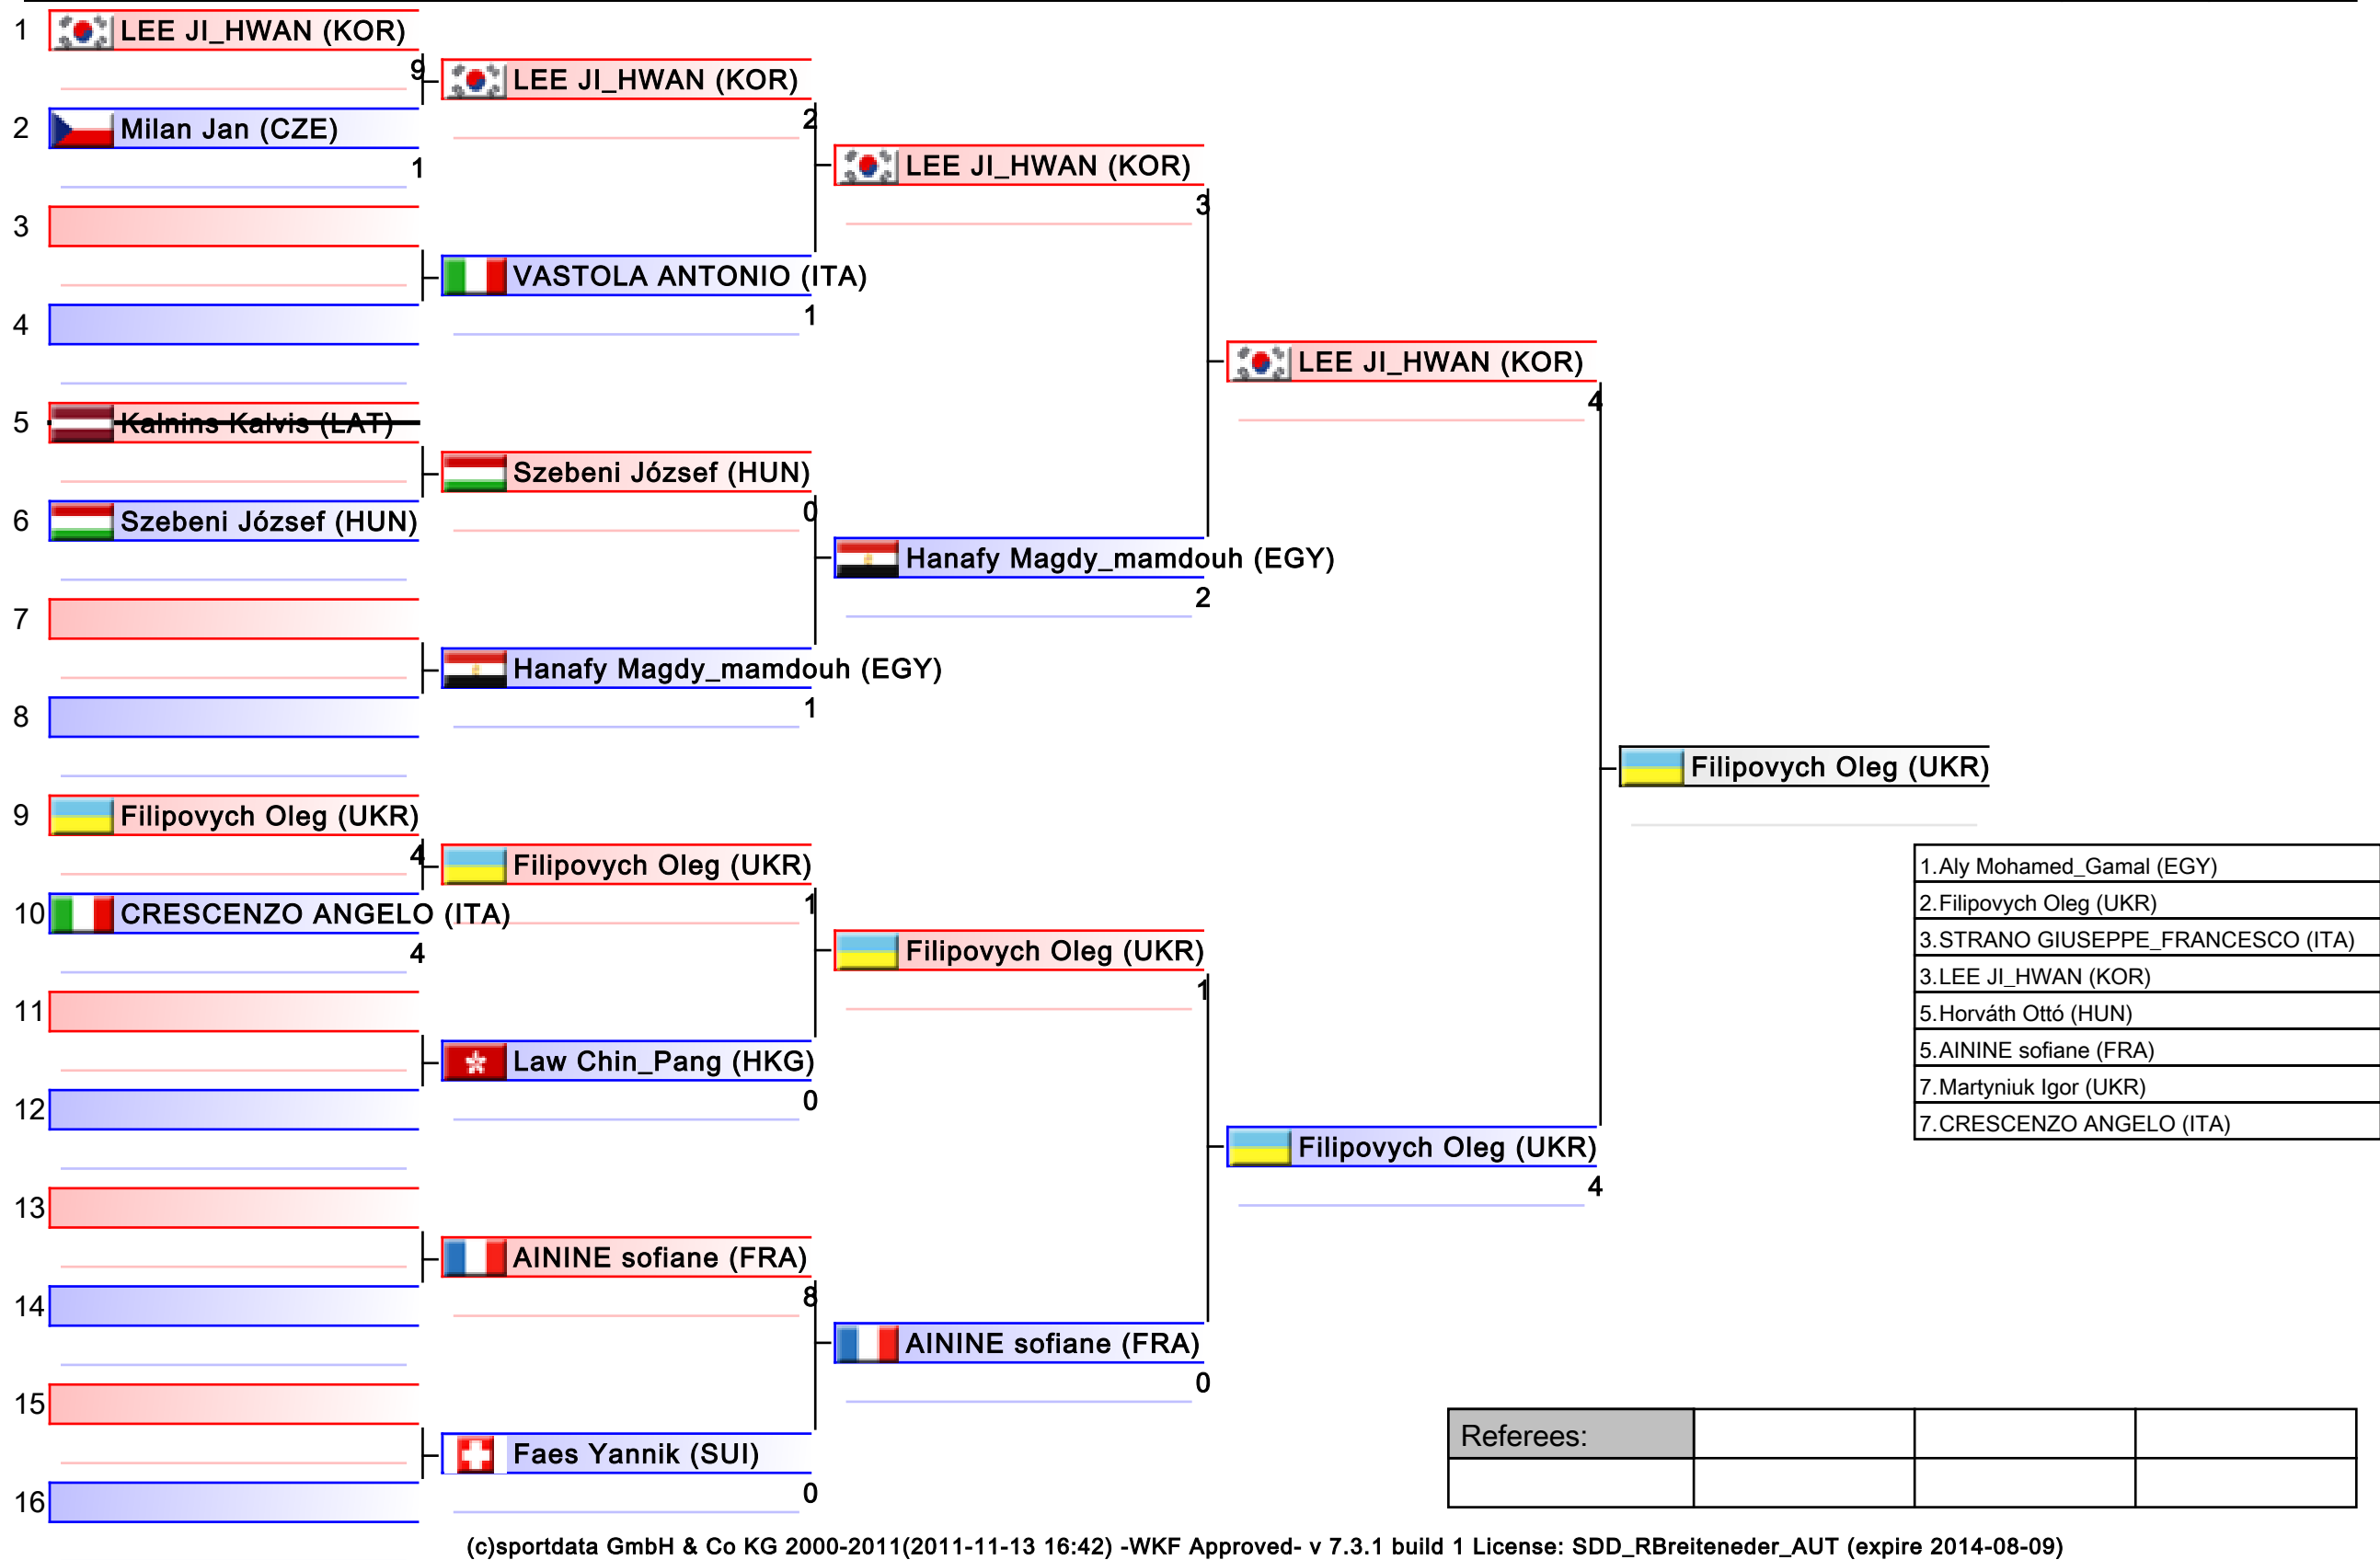 1 LEE JI_HWAN (KOR)
9 LEE JI_HWAN (KOR)
2 Milan Jan (CZE) 2
1 LEE JI_HWAN (KOR)
3 3
VASTOLA ANTONIO (ITA)
4 1
LEE JI_HWAN (KOR)
5 Kalnins Kalvis (LAT) 4
Szebeni József (HUN)
6 Szebeni József (HUN) 0
Hanafy Magdy_mamdouh (EGY)
7 2
Hanafy Magdy_mamdouh (EGY)
8 1
Filipovych Oleg (UKR)
9 Filipovych Oleg (UKR)
4 Filipovych Oleg (UKR)
1.Aly Mohamed_Gamal (EGY)
10 CRESCENZO ANGELO (ITA) 1
2.Filipovych Oleg (UKR)
4 Filipovych Oleg (UKR)
3.STRANO GIUSEPPE_FRANCESCO (ITA)
3.LEE JI_HWAN (KOR)
11 1
5.Horváth Ottó (HUN)
Law Chin_Pang (HKG)
5.AININE sofiane (FRA)
12 0
7.Martyniuk Igor (UKR)
7.CRESCENZO ANGELO (ITA)
Filipovych Oleg (UKR)
13 4
AININE sofiane (FRA)
14 8
AININE sofiane (FRA)
15 0
Referees:
Faes Yannik (SUI)
16 0
(c)sportdata GmbH & Co KG 2000-2011(2011-11-13 16:42) -WKF Approved- v 7.3.1 build 1 License: SDD_RBreiteneder_AUT (expire 2014-08-09)